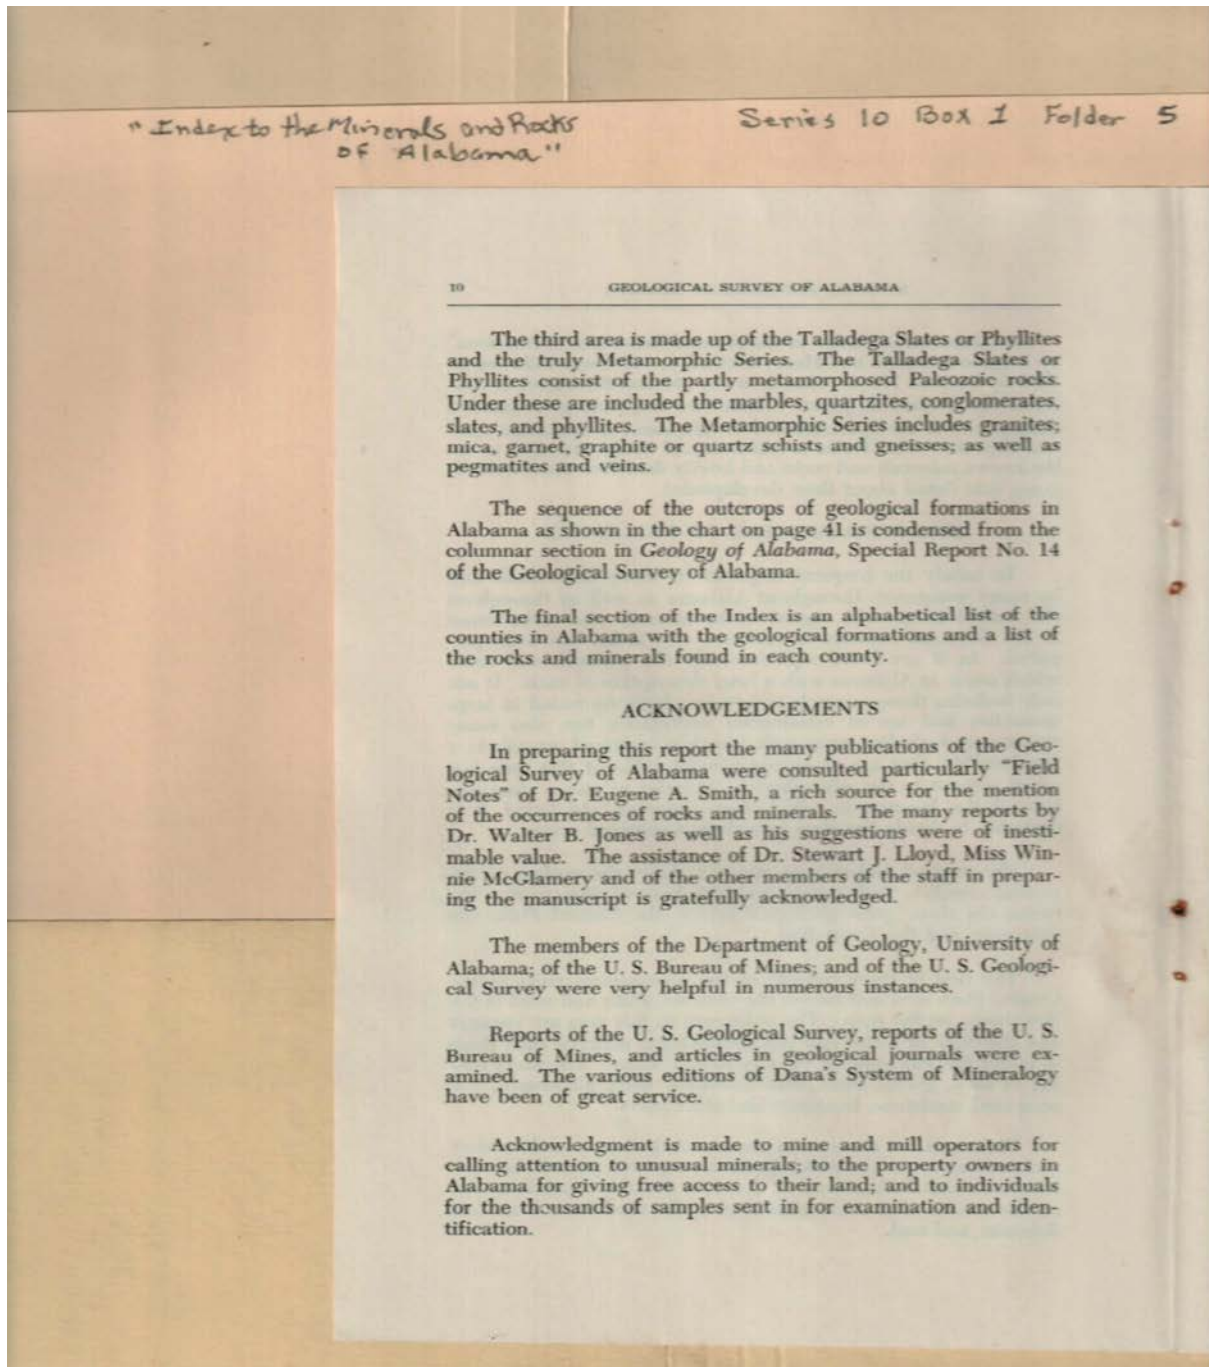 "Index to the Minerals and Rocks
of Alabama"
Series 10 Box 1 Folder 5
10
GEOLOGICAL SURVEY OF ALABAMA
The third area is made up of the Talladega Slates or Phyllites
and the truly Metamorphic Series. The Talladega Slates or
Phyllites consist of the partly metamorphosed Paleozoic rocks.
Under these are included the marbles, quartzites, conglomerates,
slates, and phyllites. The Metamorphic Series includes granites;
mica, garnet, graphite or quartz schists and gneisses; as well as
pegmatites and veins.
The sequence of the outcrops of geological formations in
Alabama as shown in the chart on page 41 is condensed from the
columnar section in Geology of Alabama, Special Report No. 14
of the Geological Survey of Alabama.
The final section of the Index is an alphabetical list of the
counties in Alabama with the geological formations and a list of
the rocks and minerals found in each county.
ACKNOWLEDGEMENTS
In preparing this report the many publications of the Geo-
logical Survey of Alabama were consulted particularly "Field
Notes" of Dr. Eugene A. Smith, a rich source for the mention
of the occurrences of rocks and minerals. The many reports by
Dr. Walter B. Jones as well as his suggestions were of inesti-
mable value. The assistance of Dr. Stewart J. Lloyd, Miss Win-
nie McGlamery and of the other members of the staff in prepar-
ing the manuscript is gratefully acknowledged.
The members of the Department of Geology, University of
Alabama; of the U. S. Bureau of Mines; and of the U. S. Geologi-
cal Survey were very helpful in numerous instances.
Reports of the U. S. Geological Survey, reports of the U. S.
Bureau of Mines, and articles in geological journals were ex-
amined. The various editions of Dana's System of Mineralogy
have been of great service.
Acknowledgment is made to mine and mill operators for
calling attention to unusual minerals; to the property owners in
Alabama for giving free access to their land; and to individuals
for the thousands of samples sent in for examination and iden-
tification.